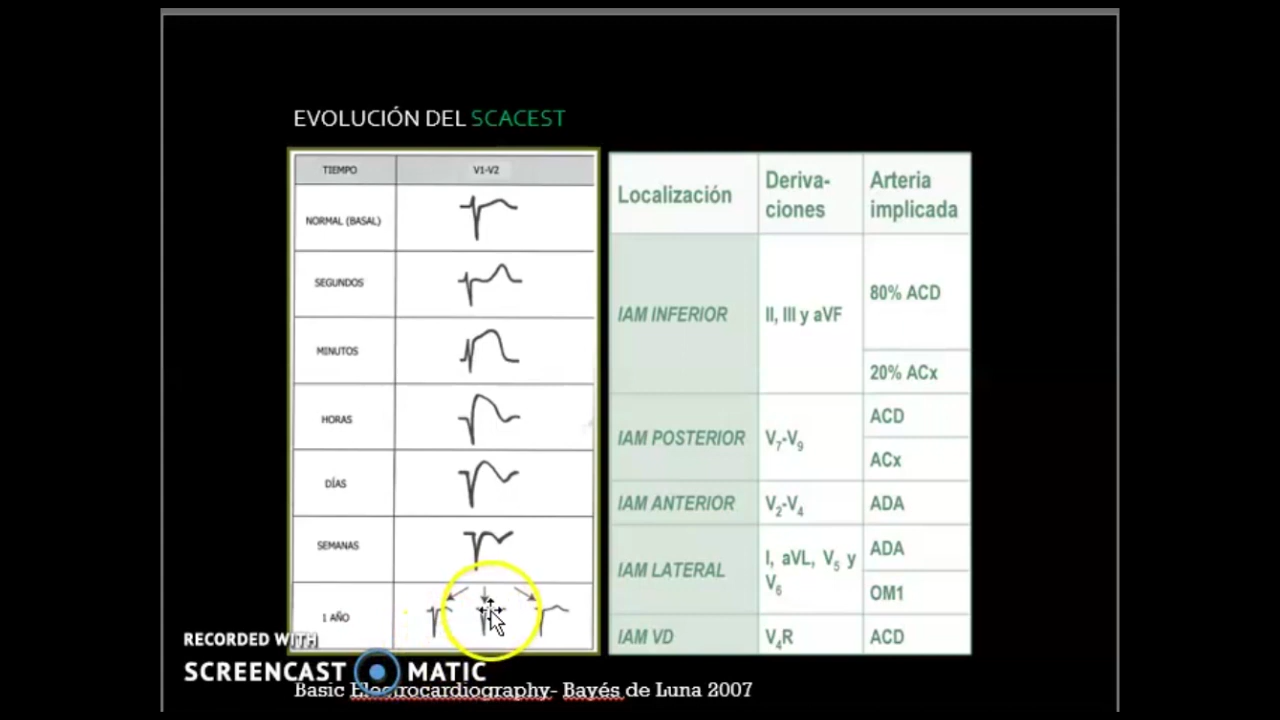 EVOLUCIÓN DEL SCACEST
TIEMPO V1-V2
NORMAL (BASAL)
SEGUNDOS
MINUTOS
HORAS
DÍAS
SEMANAS
1 AÑO
Localización Deriva-ciones Arteria implicada
IAM INFERIOR II, III y aVF 80% ACD
20% ACx
IAM POSTERIOR V7-V9 ACD
ACx
IAM ANTERIOR V2-V4 ADA
IAM LATERAL I, aVL, V5 y V6 ADA
OM1
IAM VD V4R ACD
RECORDED WITH
SCREENCAST MATIC
Basic Electrocardiography- Bayés de Luna 2007